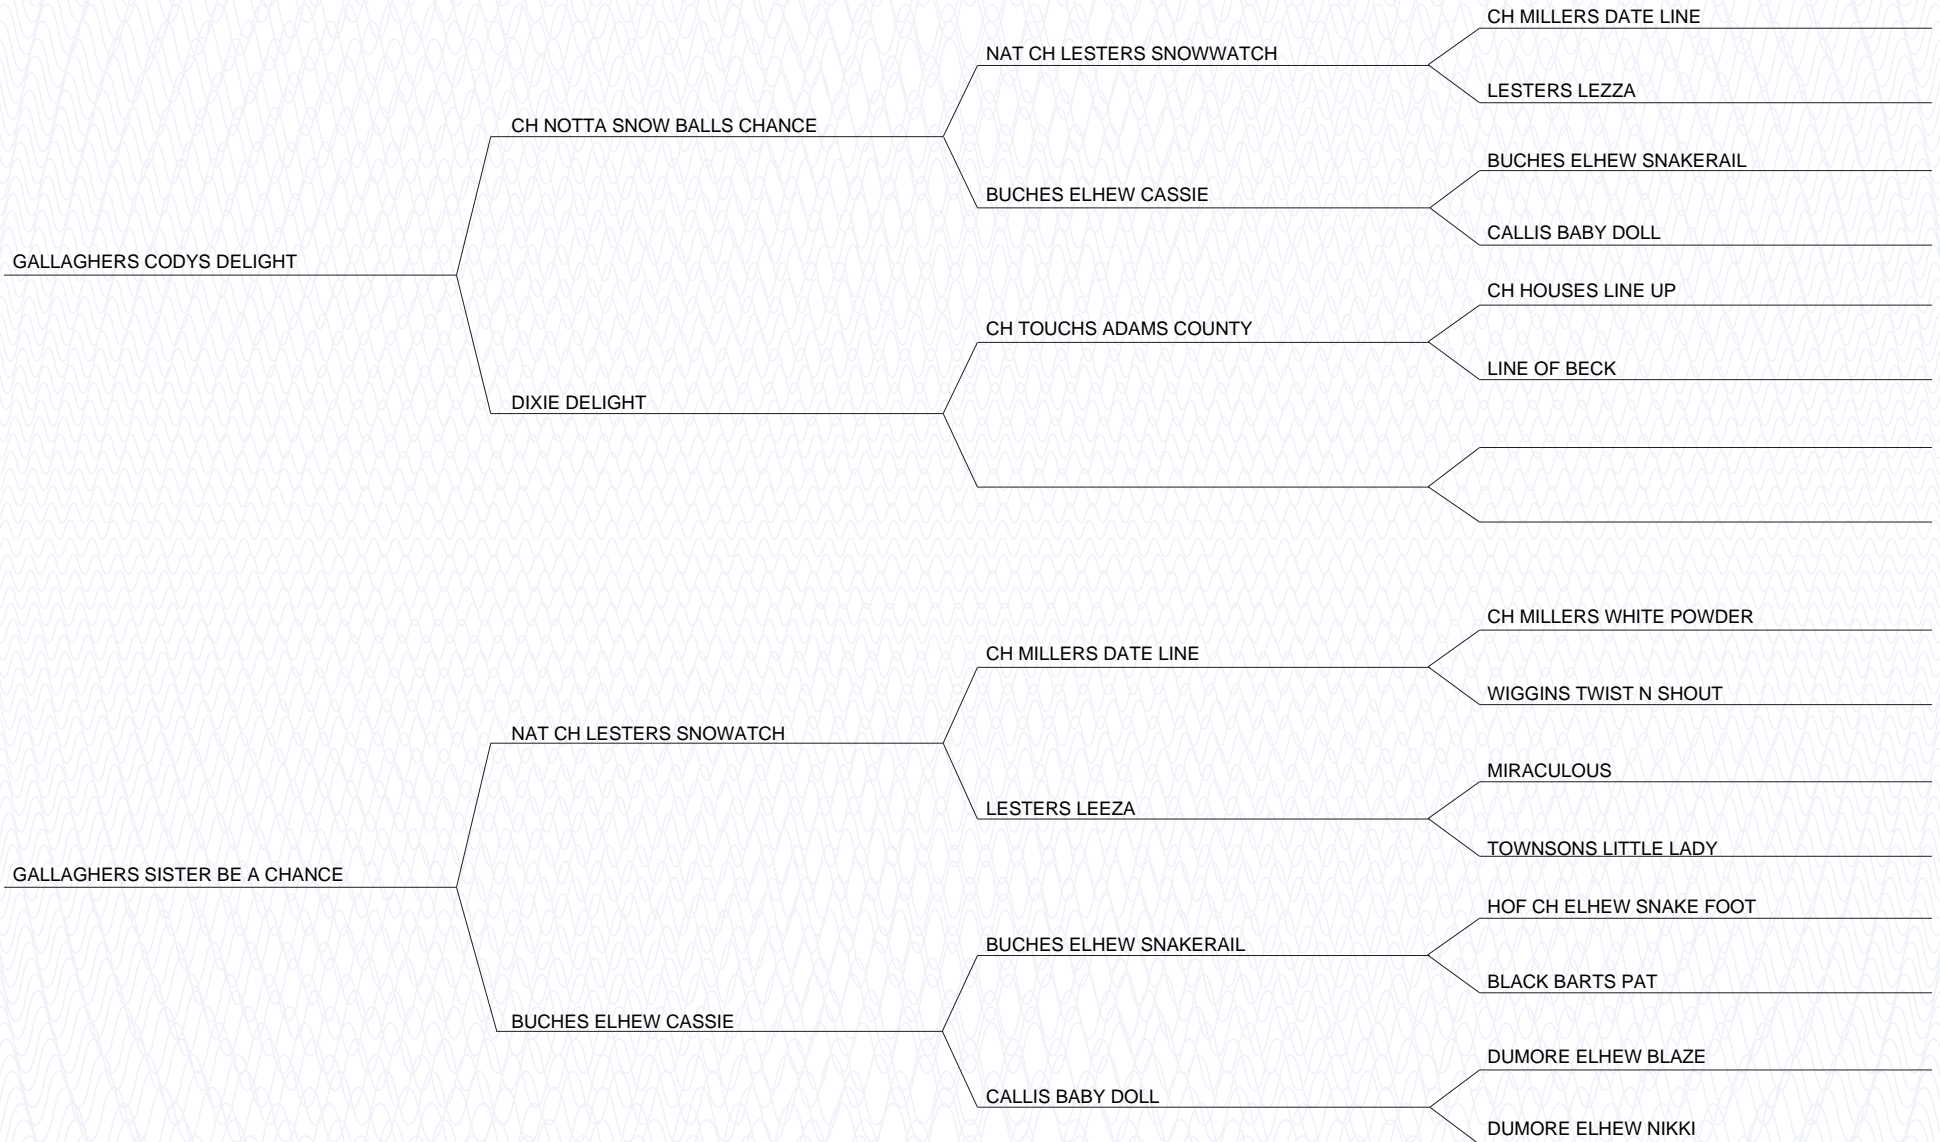 CH MILLERS DATE LINE
NAT CH LESTERS SNOWWATCH
LESTERS LEZZA
CH NOTTA SNOW BALLS CHANCE
BUCHES ELHEW SNAKERAIL
BUCHES ELHEW CASSIE
CALLIS BABY DOLL
GALLAGHERS CODYS DELIGHT
CH HOUSES LINE UP
CH TOUCHS ADAMS COUNTY
LINE OF BECK
DIXIE DELIGHT
CH MILLERS WHITE POWDER
CH MILLERS DATE LINE
WIGGINS TWIST N SHOUT
NAT CH LESTERS SNOWATCH
MIRACULOUS
LESTERS LEEZA
TOWNSONS LITTLE LADY
GALLAGHERS SISTER BE A CHANCE
HOF CH ELHEW SNAKE FOOT
BUCHES ELHEW SNAKERAIL
BLACK BARTS PAT
BUCHES ELHEW CASSIE
DUMORE ELHEW BLAZE
CALLIS BABY DOLL
DUMORE ELHEW NIKKI